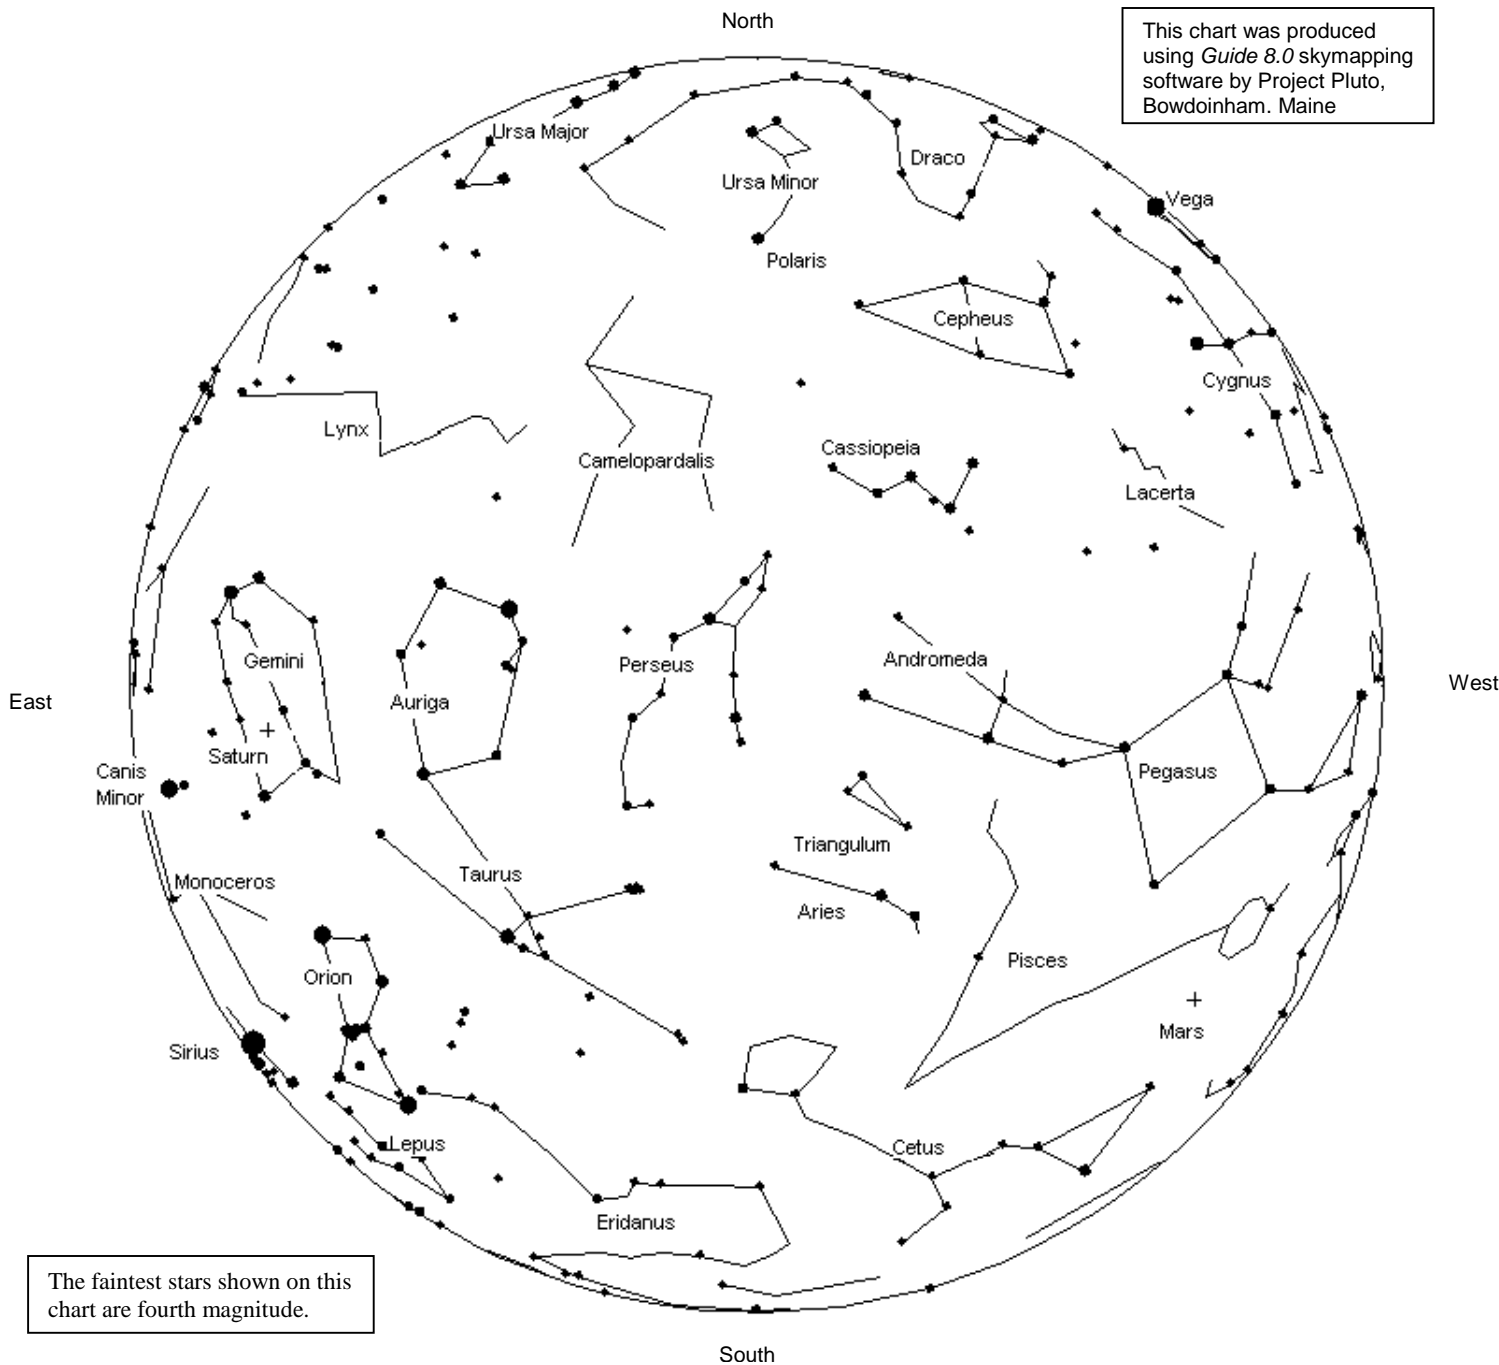 North
This chart was produced
using Guide 8.0 skymapping
software by Project Pluto,
Bowdoinham. Maine
Ursa Major
Draco
Ursa Minor
Vega
Polaris
Cepheus
Cygnus
Lynx
Cassiopeia
Camelopardalis
Lacerta
Gemini
Perseus
Andromeda
East
Auriga
West
Saturn
Canis
Minor
Pegasus
Triangulum
Taurus
Monoceros
Aries
Orion
Pisces
Mars
Sirius
Lepus
Cetus
Eridanus
The faintest stars shown on this
chart are fourth magnitude.
South